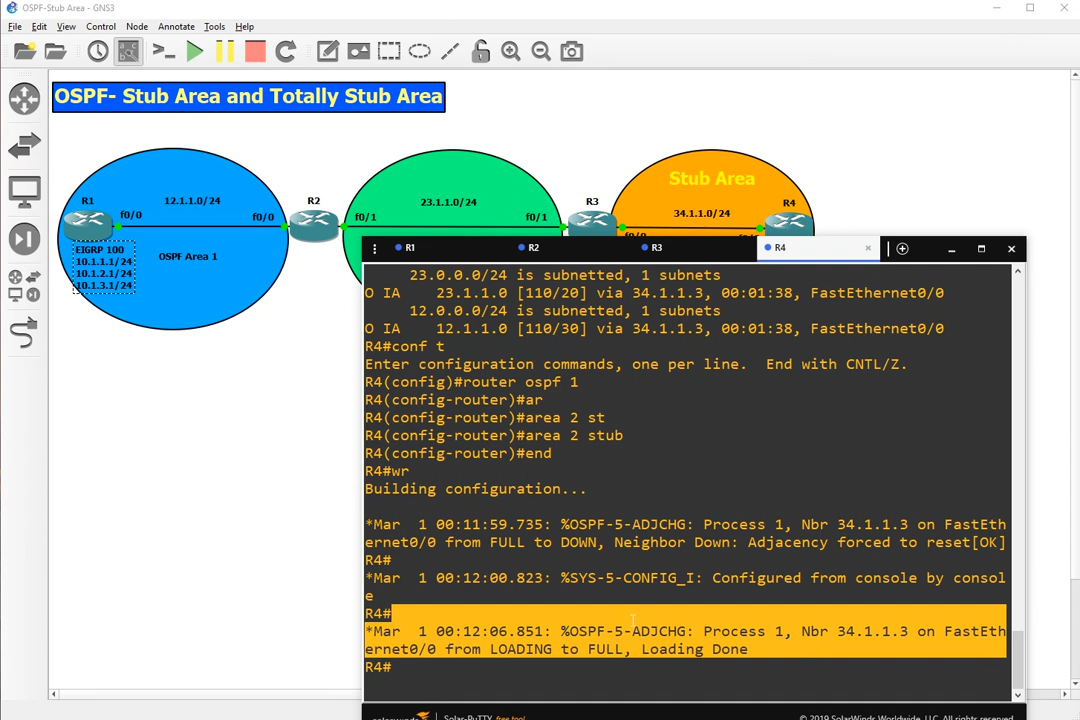 OSPF-Stub Area - GNS3
File Edit View Control Node Annotate Tools Help
OSPF- Stub Area and Totally Stub Area
Stub Area
R1
12.1.1.0/24
R2
23.1.1.0/24
R3
34.1.1.0/24
R4
f0/0
f0/0
f0/1
f0/1
EIGRP 100
10.1.1.1/24
10.1.2.1/24
10.1.3.1/24
OSPF Area 1
R1
R2
R3
R4
23.0.0.0/24 is subnetted, 1 subnets
O IA 23.1.1.0 [110/20] via 34.1.1.3, 00:01:38, FastEthernet0/0
12.0.0.0/24 is subnetted, 1 subnets
O IA 12.1.1.0 [110/30] via 34.1.1.3, 00:01:38, FastEthernet0/0
R4#conf t
Enter configuration commands, one per line. End with CNTL/Z.
R4(config)#router ospf 1
R4(config-router)#ar
R4(config-router)#area 2 st
R4(config-router)#area 2 stub
R4(config-router)#end
R4#wr
Building configuration...
*Mar 1 00:11:59.735: %OSPF-5-ADJCHG: Process 1, Nbr 34.1.1.3 on FastEth
ernet0/0 from FULL to DOWN, Neighbor Down: Adjacency forced to reset[OK]
R4#
*Mar 1 00:12:00.823: %SYS-5-CONFIG_I: Configured from console by consol
e
R4#
*Mar 1 00:12:06.851: %OSPF-5-ADJCHG: Process 1, Nbr 34.1.1.3 on FastEth
ernet0/0 from LOADING to FULL, Loading Done
R4#
solarwinds Solar-PuTTY free tool
© 2019 SolarWinds Worldwide, LLC. All rights reserved.